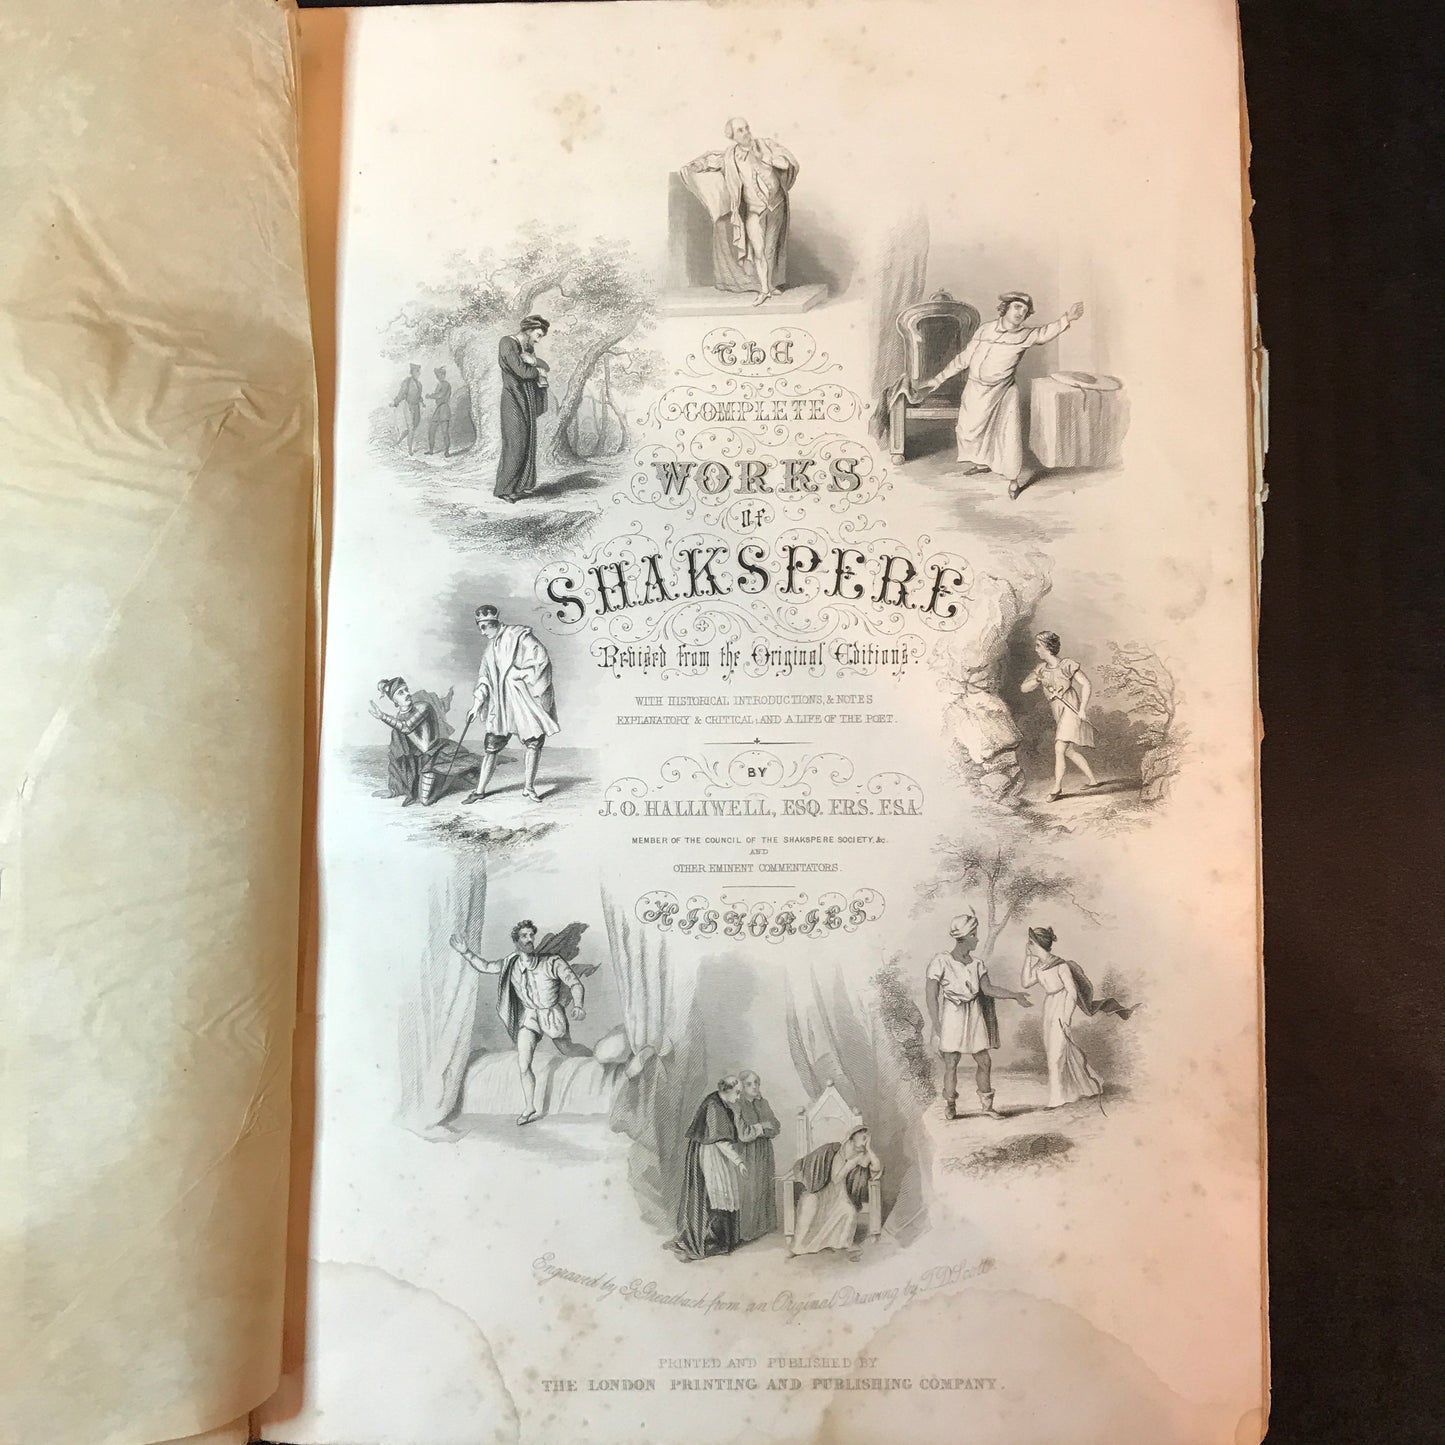 The
COMPLETE
WORKS
of
SHAKSPERE
Revised from the Original Editions.
WITH HISTORICAL INTRODUCTIONS, & NOTES
EXPLANATORY & CRITICAL: AND A LIFE OF THE POET.
BY
J. O. HALLIWELL, ESQ. F.R.S. F.S.A.
MEMBER OF THE COUNCIL OF THE SHAKSPERE SOCIETY, &c.
AND
OTHER EMINENT COMMENTATORS.
HISTORIES
Engraved by G. Greatbach from an Original Drawing by T. D. Scott.
PRINTED AND PUBLISHED BY
THE LONDON PRINTING AND PUBLISHING COMPANY.